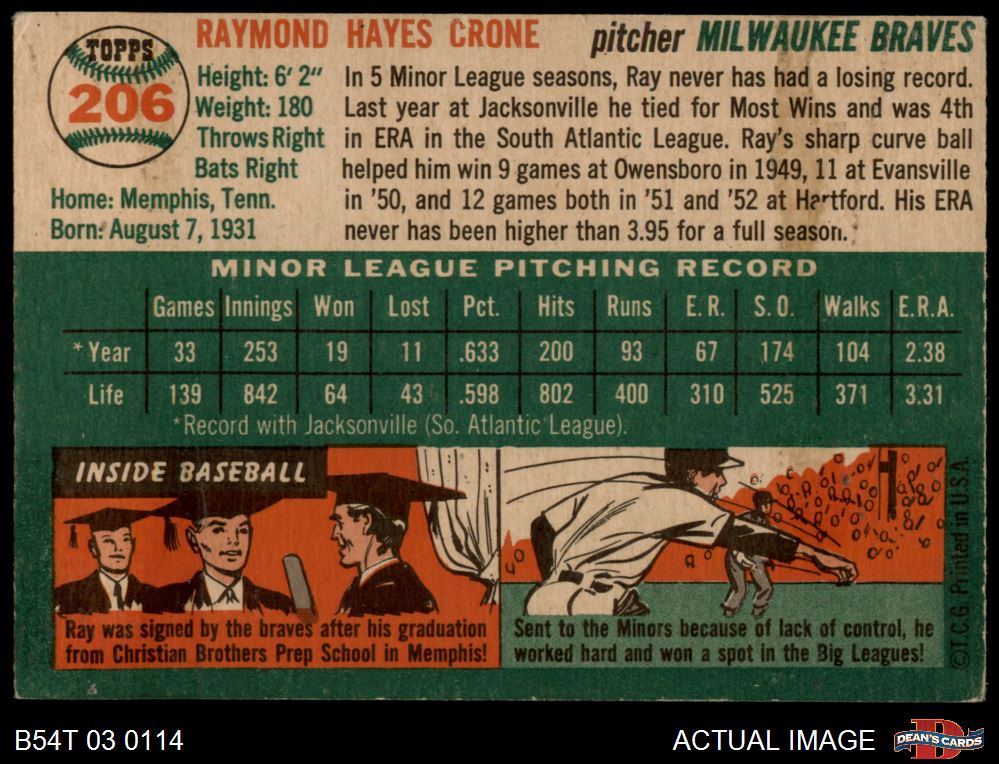 TOPPS
206
RAYMOND HAYES CRONE
pitcher MILWAUKEE BRAVES
Height: 6' 2"
Weight: 180
Throws Right
Bats Right
Home: Memphis, Tenn.
Born: August 7, 1931
In 5 Minor League seasons, Ray never has had a losing record.
Last year at Jacksonville he tied for Most Wins and was 4th
in ERA in the South Atlantic League. Ray's sharp curve ball
helped him win 9 games at Owensboro in 1949, 11 at Evansville
in '50, and 12 games both in '51 and '52 at Hartford. His ERA
never has been higher than 3.95 for a full season.
MINOR LEAGUE PITCHING RECORD
Games Innings Won Lost Pct. Hits Runs E.R. S.O. Walks E.R.A.
*Year 33 253 19 11 .633 200 93 67 174 104 2.38
Life 139 842 64 43 .598 802 400 310 525 371 3.31
*Record with Jacksonville (So. Atlantic League).
INSIDE BASEBALL
Ray was signed by the braves after his graduation
from Christian Brothers Prep School in Memphis!
Sent to the Minors because of lack of control, he
worked hard and won a spot in the Big Leagues!
©T.C.G. Printed in U.S.A.
B54T 03 0114
ACTUAL IMAGE
DEAN'S CARDS